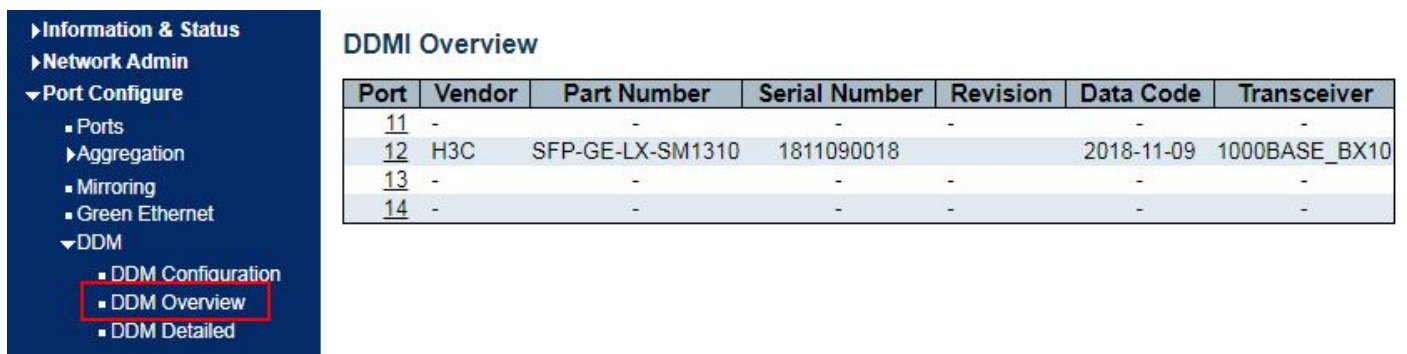 Information & Status
Network Admin
Port Configure
Ports
Aggregation
Mirroring
Green Ethernet
DDM
DDM Configuration
DDM Overview
DDM Detailed
DDMI Overview
Port Vendor Part Number Serial Number Revision Data Code Transceiver
11 - - - - - -
12 H3C SFP-GE-LX-SM1310 1811090018 2018-11-09 1000BASE_BX10
13 - - - - - -
14 - - - - - -